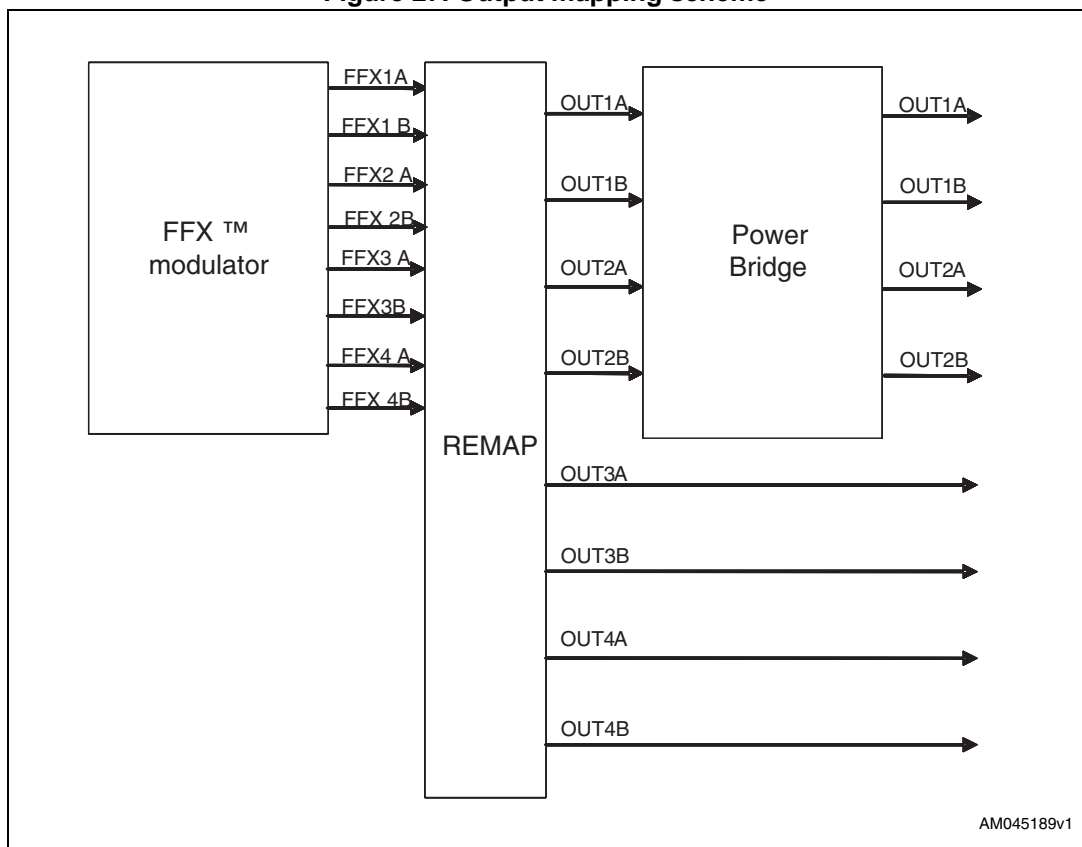 Figure 21. Output mapping scheme
FFX ™
modulator
FFX1A
FFX1 B
FFX2 A
FFX 2B
FFX3 A
FFX3B
FFX4 A
FFX 4B
REMAP
OUT1A
OUT1B
OUT2A
OUT2B
OUT3A
OUT3B
OUT4A
OUT4B
Power
Bridge
OUT1A
OUT1B
OUT2A
OUT2B
AM045189v1